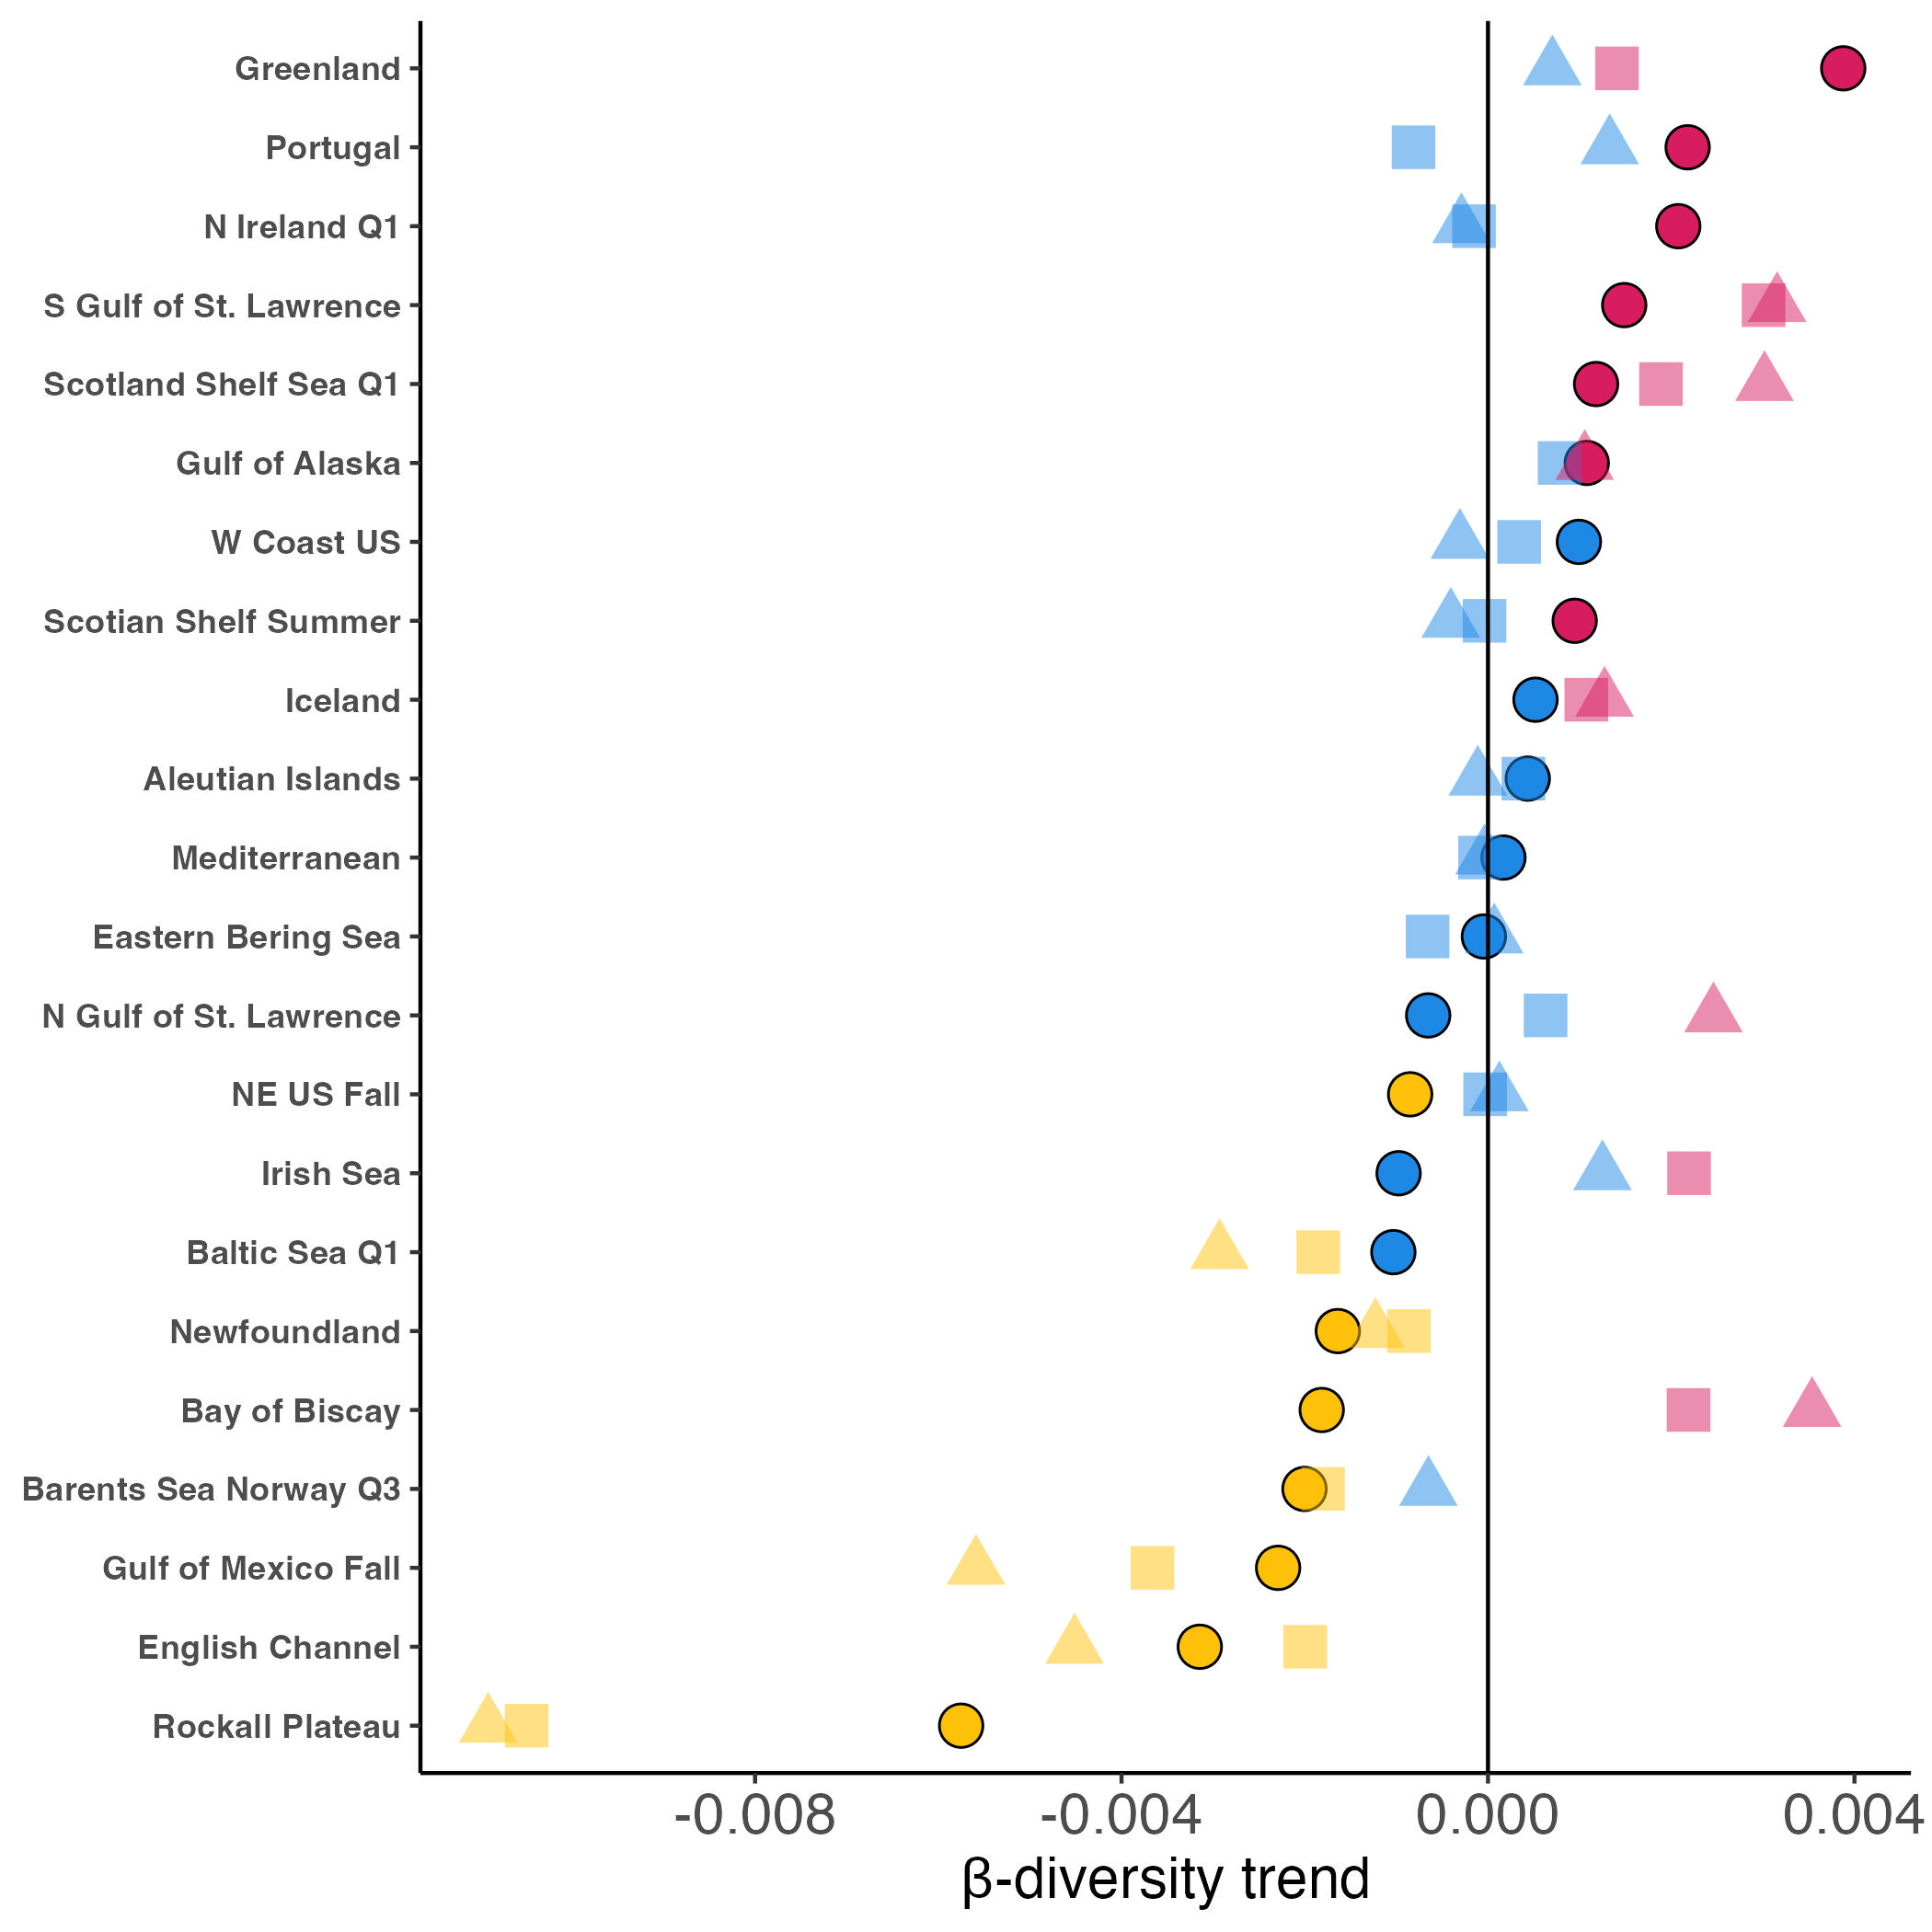 Greenland
Portugal
N Ireland Q1
S Gulf of St. Lawrence
Scotland Shelf Sea Q1
Gulf of Alaska
W Coast US
Scotian Shelf Summer
Iceland
Aleutian Islands
Mediterranean
Eastern Bering Sea
N Gulf of St. Lawrence
NE US Fall
Irish Sea
Baltic Sea Q1
Newfoundland
Bay of Biscay
Barents Sea Norway Q3
Gulf of Mexico Fall
English Channel
Rockall Plateau
-0.008 -0.004 0.000 0.004
β-diversity trend